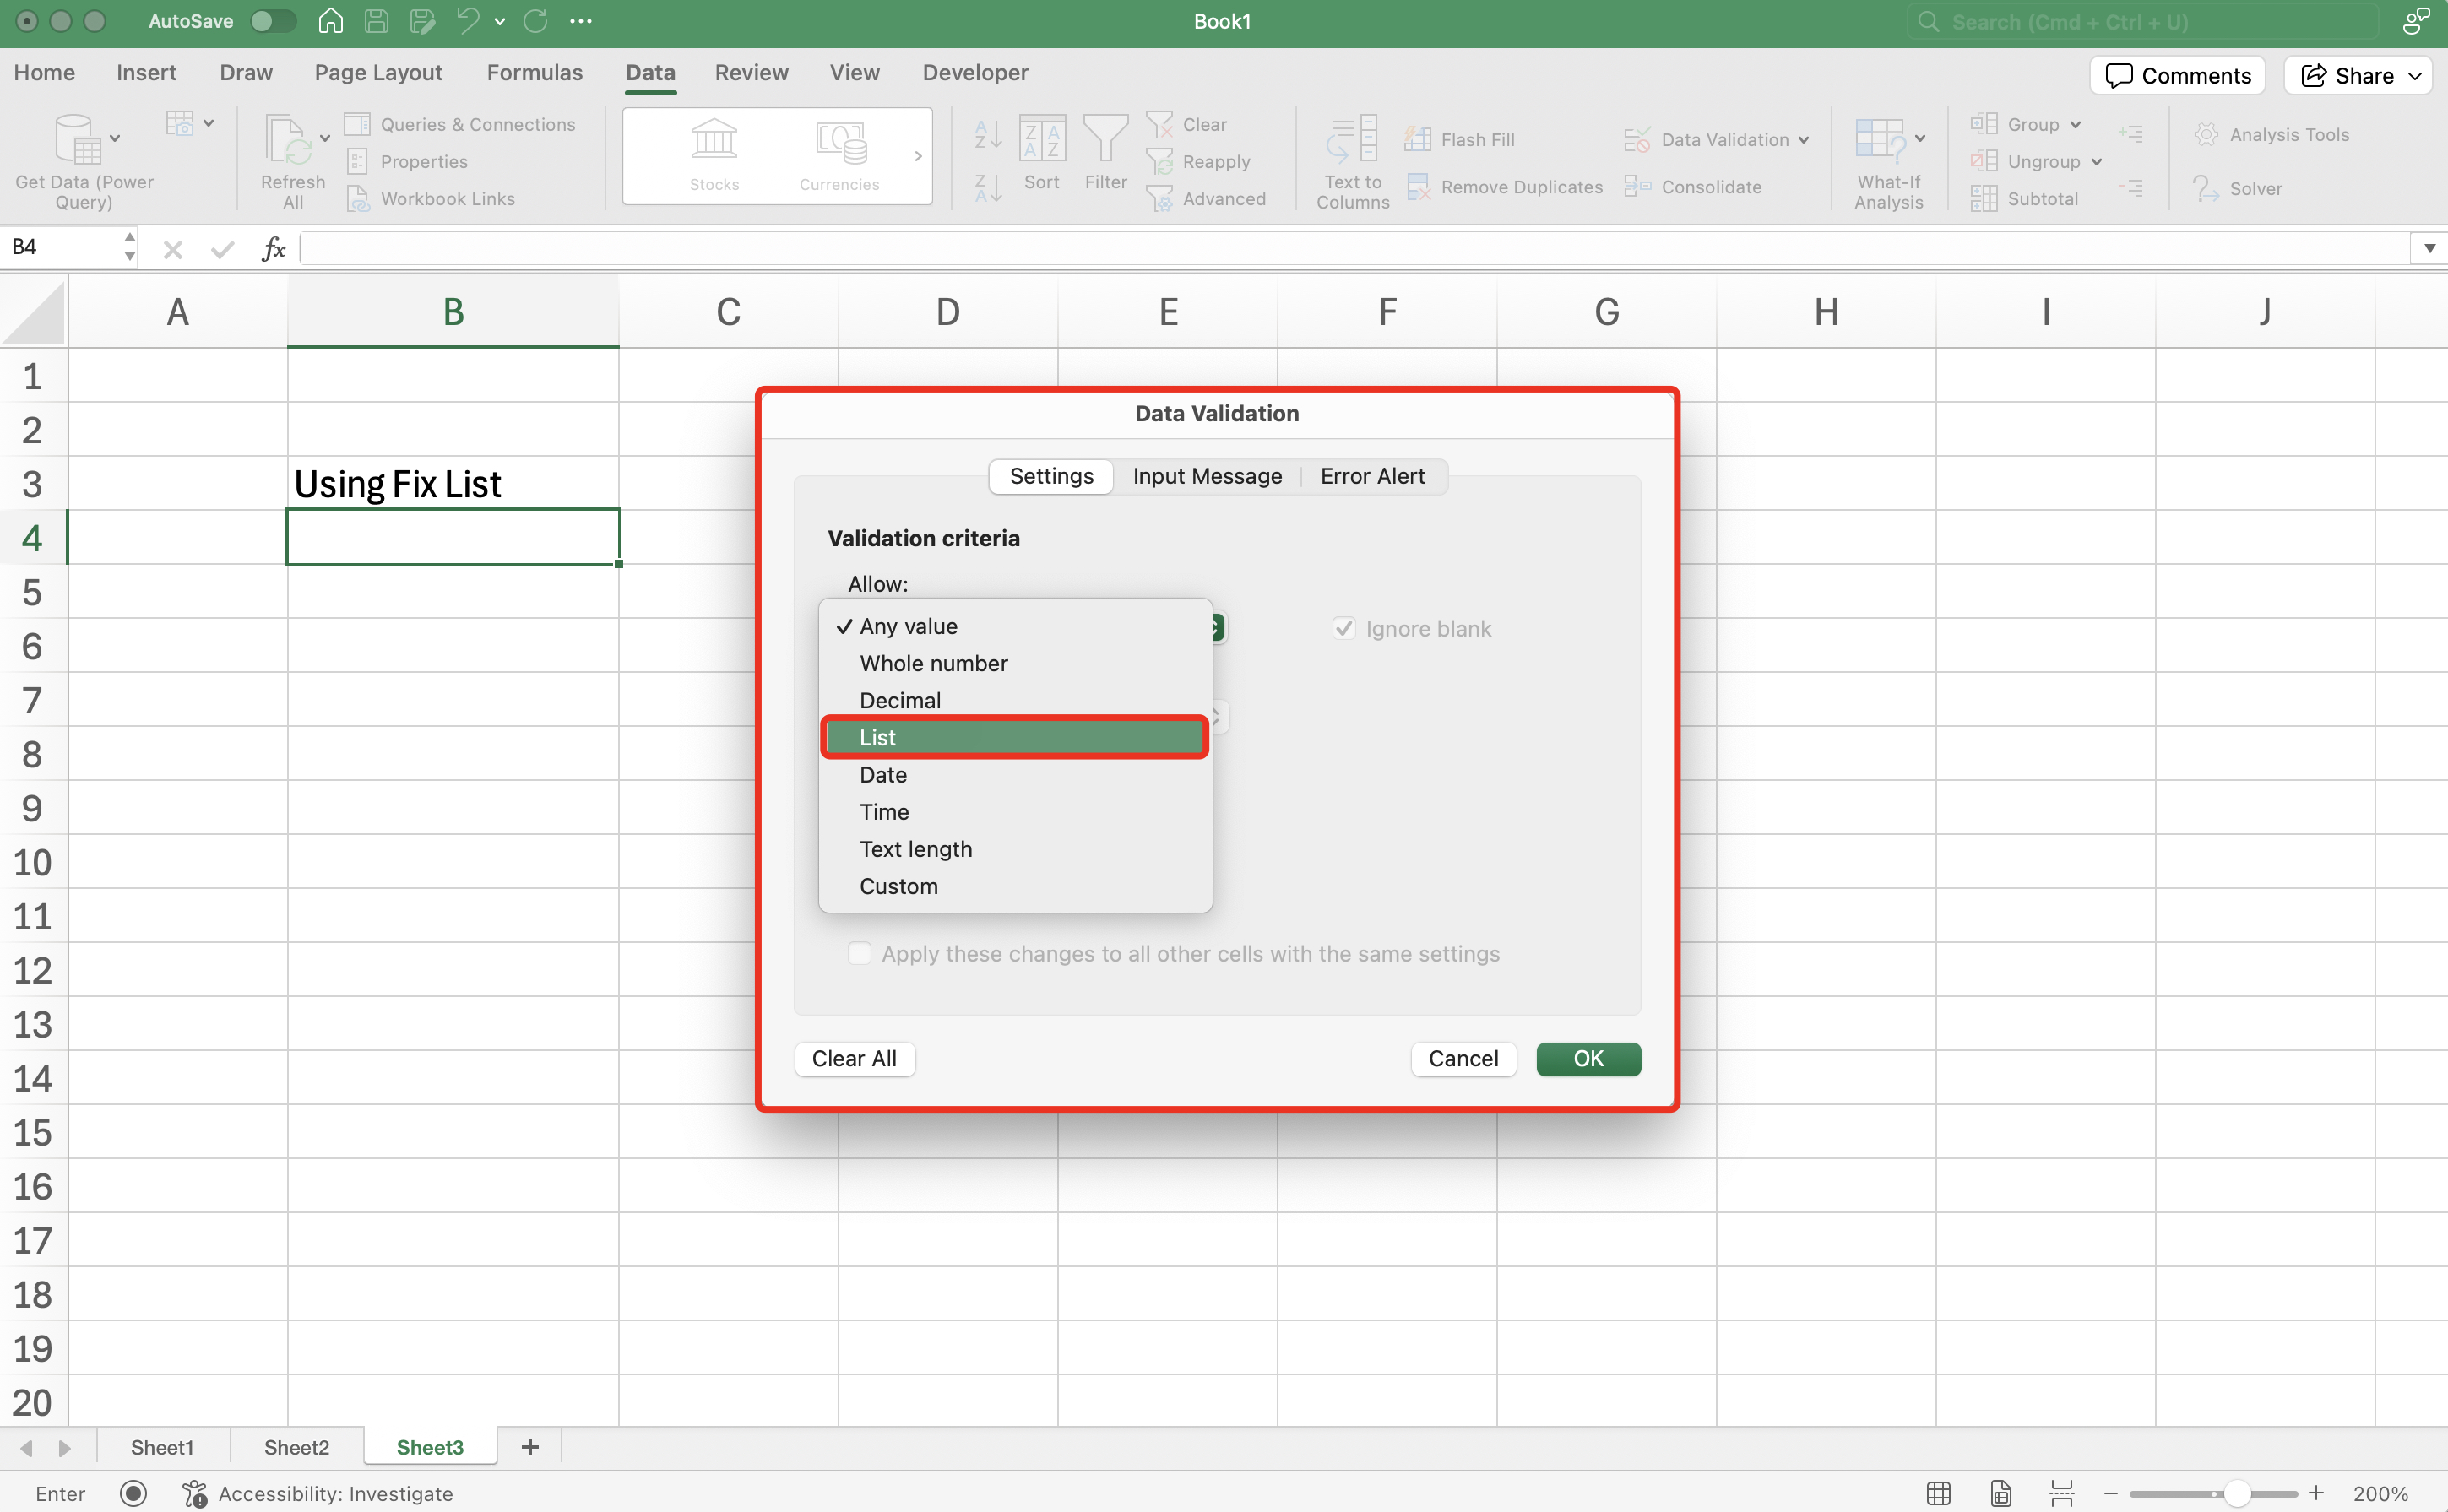 AutoSave
Book1
Search (Cmd + Ctrl + U)
Home Insert Draw Page Layout Formulas Data Review View Developer
Comments Share
Get Data (Power
Query)
Refresh
All
Queries & Connections
Properties
Workbook Links
Stocks Currencies
A
Z
Z
A
Z A
A Z
Sort
Filter
Clear
Reapply
Advanced
Text to
Columns
Flash Fill
Remove Duplicates
Data Validation
Consolidate
What-If
Analysis
Group
Ungroup
Subtotal
Analysis Tools
Solver
B4
fx
A B C D E F G H I J
1
2
3 Using Fix List
4
5
6
7
8
9
10
11
12
13
14
15
16
17
18
19
20
Data Validation
Settings Input Message Error Alert
Validation criteria
Allow:
Any value
Whole number
Decimal
List
Date
Time
Text length
Custom
Ignore blank
Apply these changes to all other cells with the same settings
Clear All Cancel OK
Sheet1 Sheet2 Sheet3 +
Enter
Accessibility: Investigate
200%